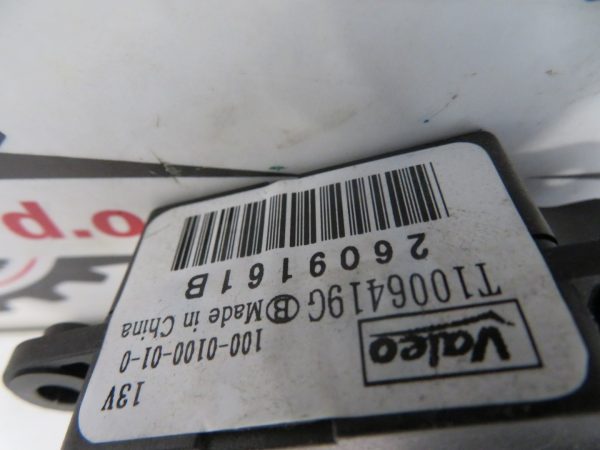 Valeo
13V
100-0100-01-0
T1006419G Ⓑ Made in China
2609161B
o.p